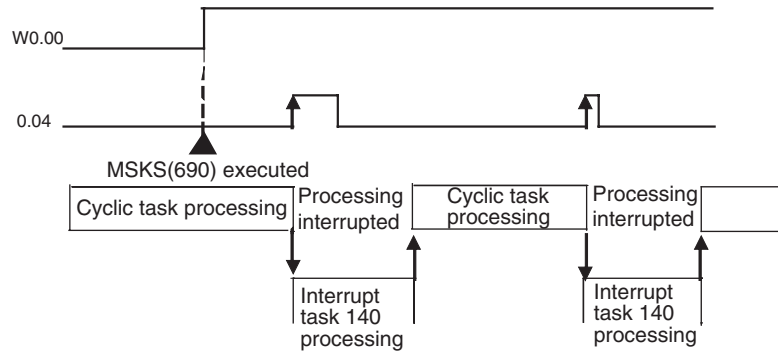 W0.00
0.04
MSKS(690) executed
Cyclic task processing
Processing
interrupted
Cyclic task
processing
Processing
interrupted
Interrupt
task 140
processing
Interrupt
task 140
processing